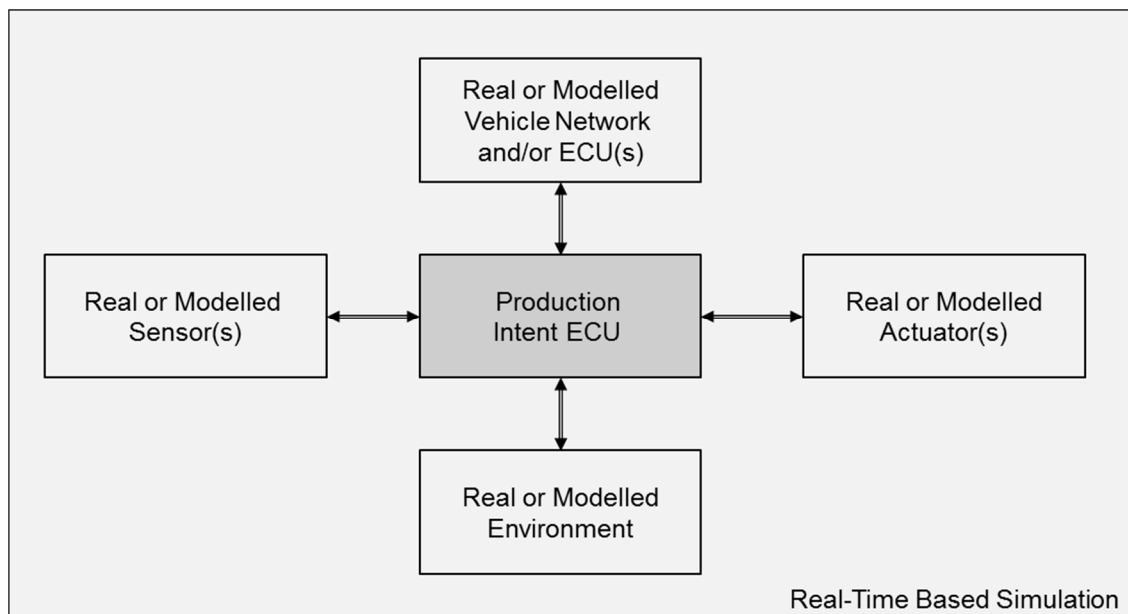 Real or Modelled
Vehicle Network
and/or ECU(s)
Real or Modelled
Sensor(s)
Production
Intent ECU
Real or Modelled
Actuator(s)
Real or Modelled
Environment
Real-Time Based Simulation